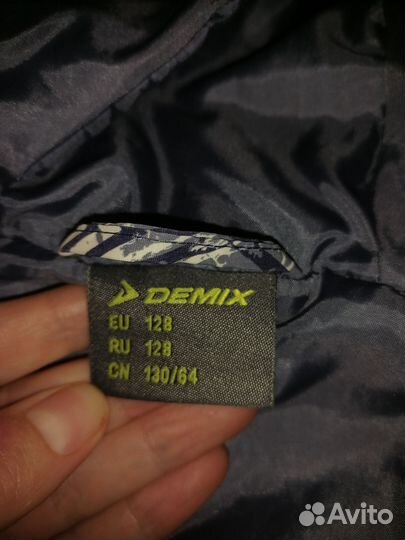 DEMIX
EU 128
RU 128
CN 130/64
Avito